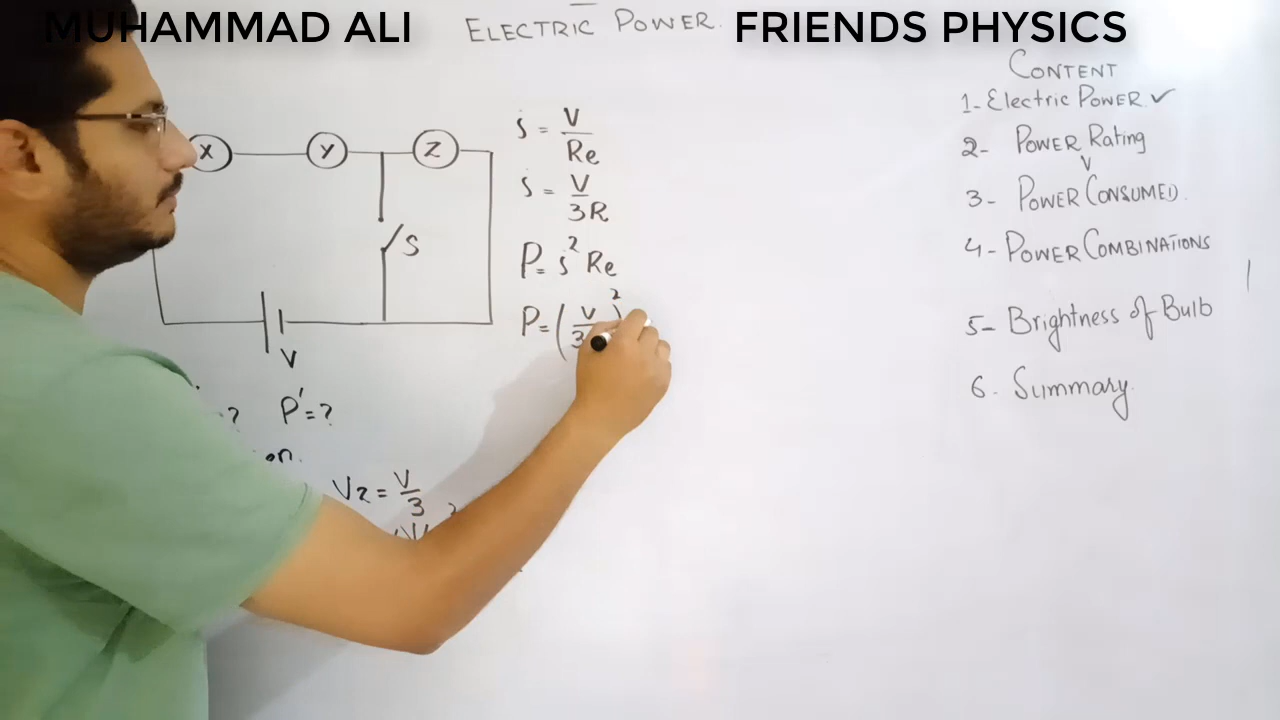 MUHAMMAD ALI
FRIENDS PHYSICS
ELECTRIC POWER.
X Y Z
S
V
P'=?
V2 = V/3
i = V/Re
i = V/3R
P = i² Re
P = ( V/3 )²
CONTENT
1- Electric POWER ✓
2- POWER Rating
V
3- POWER CONSUMED.
4- POWER COMBINATIONS
5- Brightness of Bulb
6. Summary.